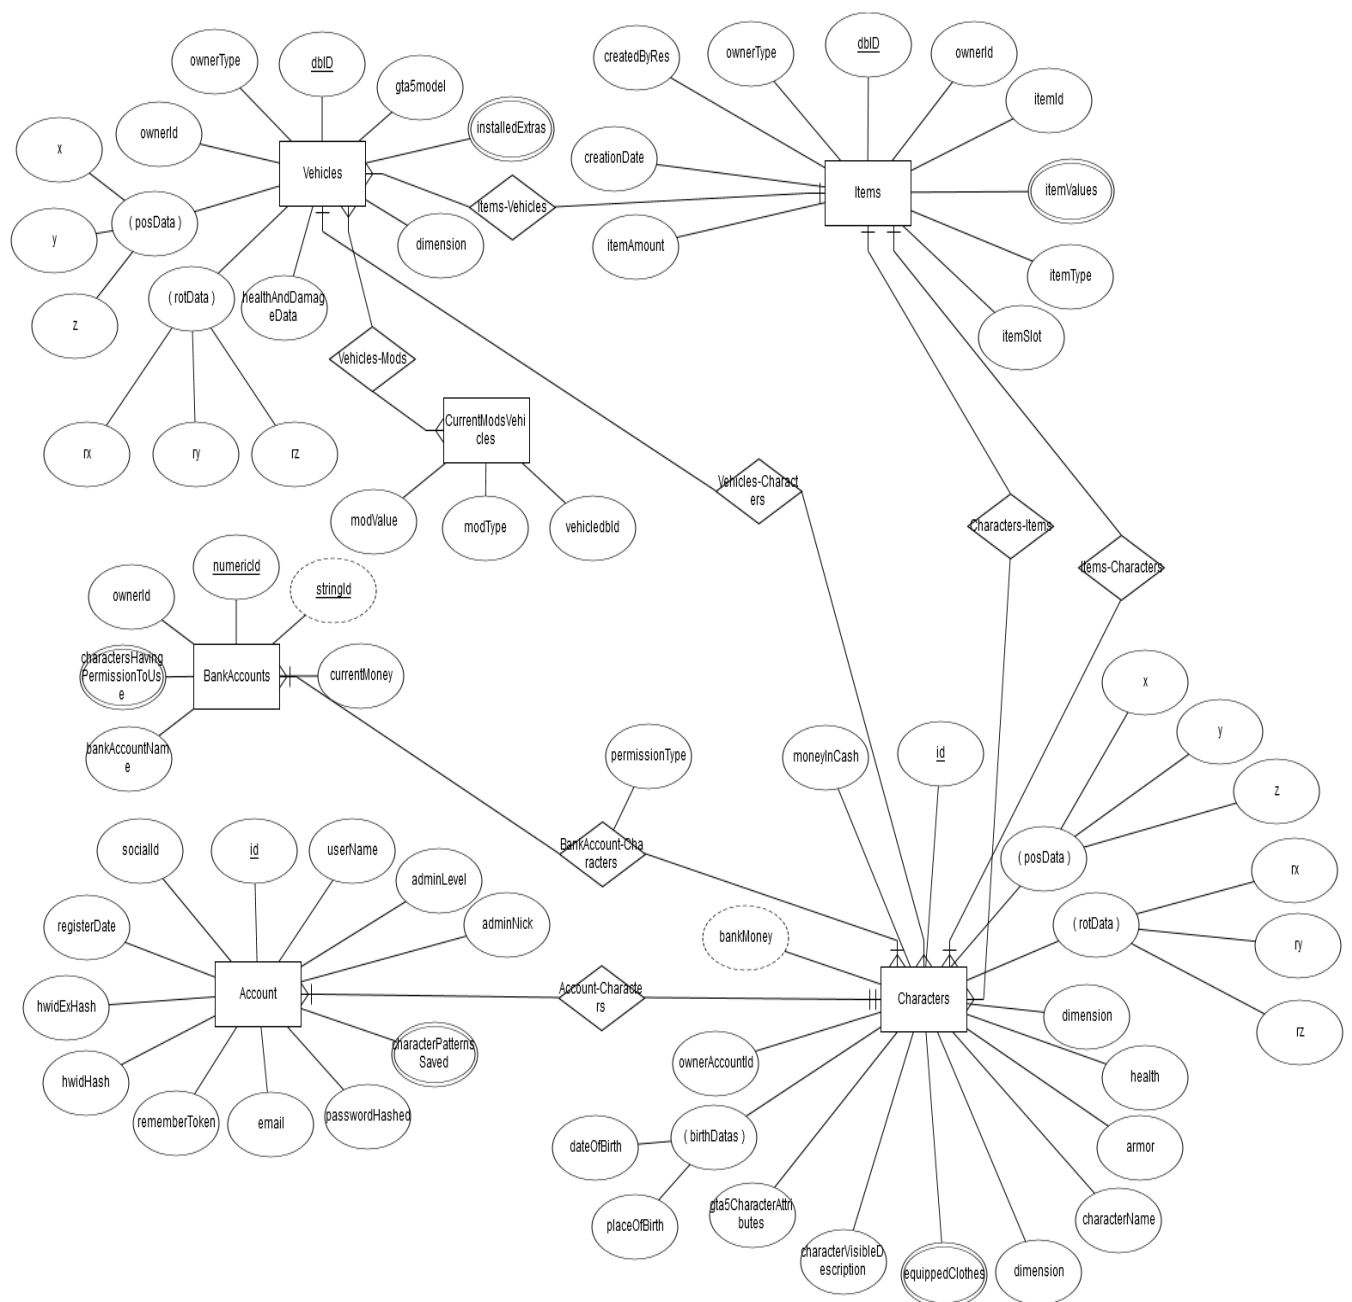 ownerType
dbID
gta5model
installedExtras
ownerId
x
Vehicles
( posData )
y
z
( rotData )
healthAndDamag
eData
dimension
Items-Vehicles
rx
ry
rz
Vehicles-Mods
CurrentModsVehi
cles
modValue
modType
vehicledbId
createdByRes
ownerType
dbID
ownerId
itemId
creationDate
Items
itemValues
itemAmount
itemType
itemSlot
Vehicles-Charact
ers
Characters-Items
Items-Characters
numericId
stringId
ownerId
charactersHaving
PermissionToUs
e
BankAccounts
currentMoney
bankAccountNam
e
permissionType
BankAccount-Cha
racters
moneyInCash
id
x
y
z
( posData )
rx
( rotData )
ry
rz
socialId
id
userName
adminLevel
adminNick
registerDate
Account
hwidExHash
hwidHash
rememberToken
email
passwordHashed
characterPatterns
Saved
Account-Characte
rs
bankMoney
Characters
dimension
ownerAccountId
health
armor
( birthDatas )
dateOfBirth
placeOfBirth
gta5CharacterAttri
butes
characterVisibleD
escription
equippedClothes
dimension
characterName